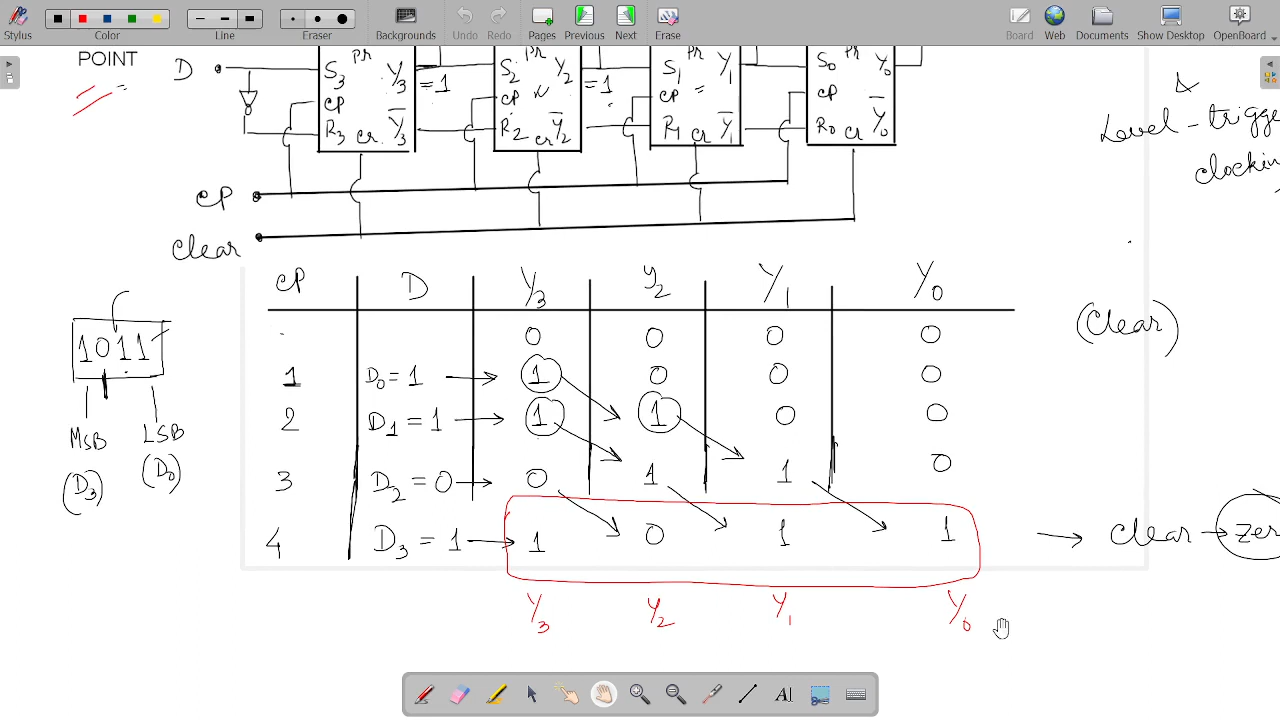 Stylus
Color
Line
Eraser
Backgrounds
Undo
Redo
Pages
Previous
Next
Erase
Board
Web
Documents
Show Desktop
OpenBoard
POINT
D
S3 Pr Y3 = 1
CP
R3 Cr Y̅3
S2 Pr Y2 = 1
CP
R2 Cr Y̅2
S1 Pr Y1
CP =
R1 Cr Y̅1
S0 Pr Y0
CP
R0 Cr Y̅0
&
Level-trigge
clockin
CP
Clear
CP D Y3 Y2 Y1 Y0
0 0 0 0 (Clear)
1 D0 = 1 → 1 0 0 0
2 D1 = 1 → 1 1 0 0
3 D2 = 0 → 0 1 1 0
4 D3 = 1 → 1 0 1 1 → Clear → zer
Y3 Y2 Y1 Y0
1011
MSB LSB
(D3) (D0)